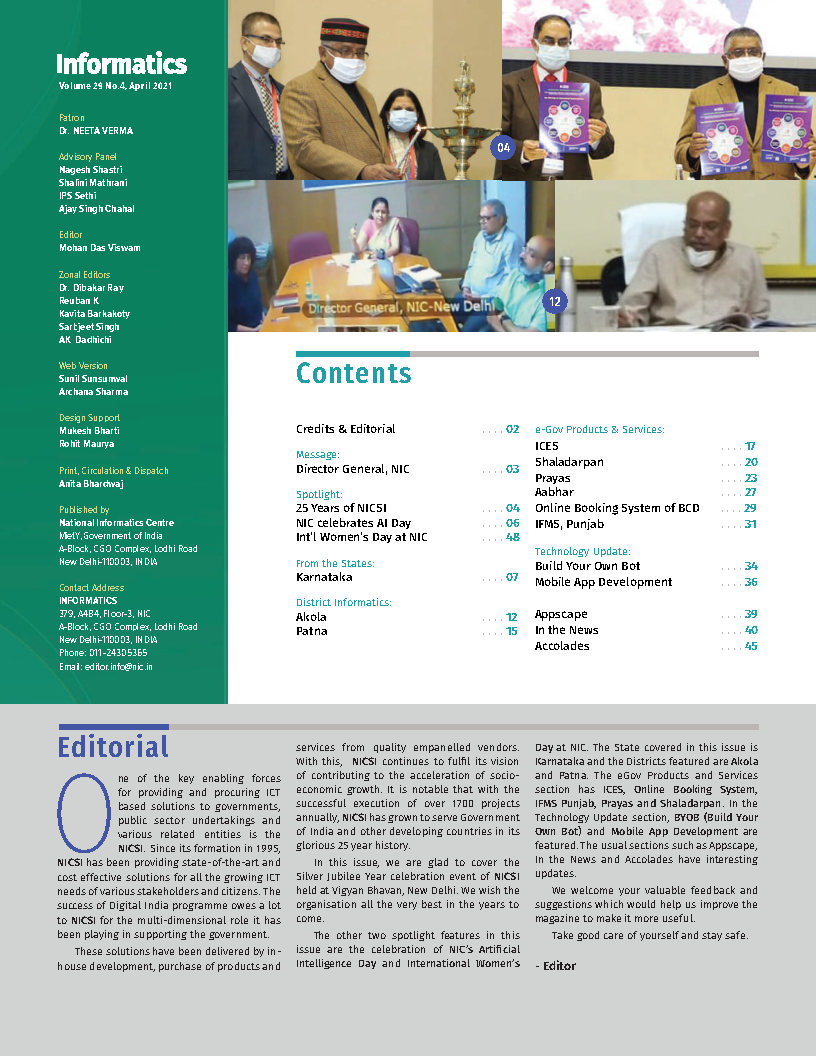 Informatics
Volume 29 No.4, April 2021
Patron
Dr. NEETA VERMA
Advisory Panel
Nagesh Shastri
Shalini Mathrani
IPS Sethi
Ajay Singh Chahal
Editor
Mohan Das Viswam
Zonal Editors
Dr. Dibakar Ray
Reuban K
Kavita Barkakoty
Sarbjeet Singh
AK Dadhichi
Web Version
Sunil Sunsunwal
Archana Sharma
Design Support
Mukesh Bharti
Rohit Maurya
Print, Circulation & Dispatch
Anita Bhardwaj
Published by
National Informatics Centre
MietY, Government of India
A-Block, CGO Complex, Lodhi Road
New Delhi-110003, INDIA
Contact Address
INFORMATICS
379, A4B4, Floor-3, NIC
A-Block, CGO Complex, Lodhi Road
New Delhi-110003, INDIA
Phone: 011-24305365
Email: editor.info@nic.in
04
Director General, NIC-New Delhi
12
Contents
Credits & Editorial .... 02
Message:
Director General, NIC .... 03
Spotlight:
25 Years of NICSI .... 04
NIC celebrates AI Day .... 06
Int'l Women's Day at NIC .... 48
From the States:
Karnataka .... 07
District Informatics:
Akola .... 12
Patna .... 15
e-Gov Products & Services:
ICES .... 17
Shaladarpan .... 20
Prayas .... 23
Aabhar .... 27
Online Booking System of BCD .... 29
IFMS, Punjab .... 31
Technology Update:
Build Your Own Bot .... 34
Mobile App Development .... 36
Appscape .... 39
In the News .... 40
Accolades .... 45
Editorial
One of the key enabling forces
for providing and procuring ICT
based solutions to governments,
public sector undertakings and
various related entities is the
NICSI. Since its formation in 1995,
NICSI has been providing state-of-the-art and
cost effective solutions for all the growing ICT
needs of various stakeholders and citizens. The
success of Digital India programme owes a lot
to NICSI for the multi-dimensional role it has
been playing in supporting the government.
These solutions have been delivered by in-
house development, purchase of products and
services from quality empanelled vendors.
With this, NICSI continues to fulfil its vision
of contributing to the acceleration of socio-
economic growth. It is notable that with the
successful execution of over 1700 projects
annually, NICSI has grown to serve Government
of India and other developing countries in its
glorious 25 year history.
In this issue, we are glad to cover the
Silver Jubilee Year celebration event of NICSI
held at Vigyan Bhavan, New Delhi. We wish the
organisation all the very best in the years to
come.
The other two spotlight features in this
issue are the celebration of NIC's Artificial
Intelligence Day and International Women's
Day at NIC. The State covered in this issue is
Karnataka and the Districts featured are Akola
and Patna. The eGov Products and Services
section has ICES, Online Booking System,
IFMS Punjab, Prayas and Shaladarpan. In the
Technology Update section, BYOB (Build Your
Own Bot) and Mobile App Development are
featured. The usual sections such as Appscape,
In the News and Accolades have interesting
updates.
We welcome your valuable feedback and
suggestions which would help us improve the
magazine to make it more useful.
Take good care of yourself and stay safe.
- Editor